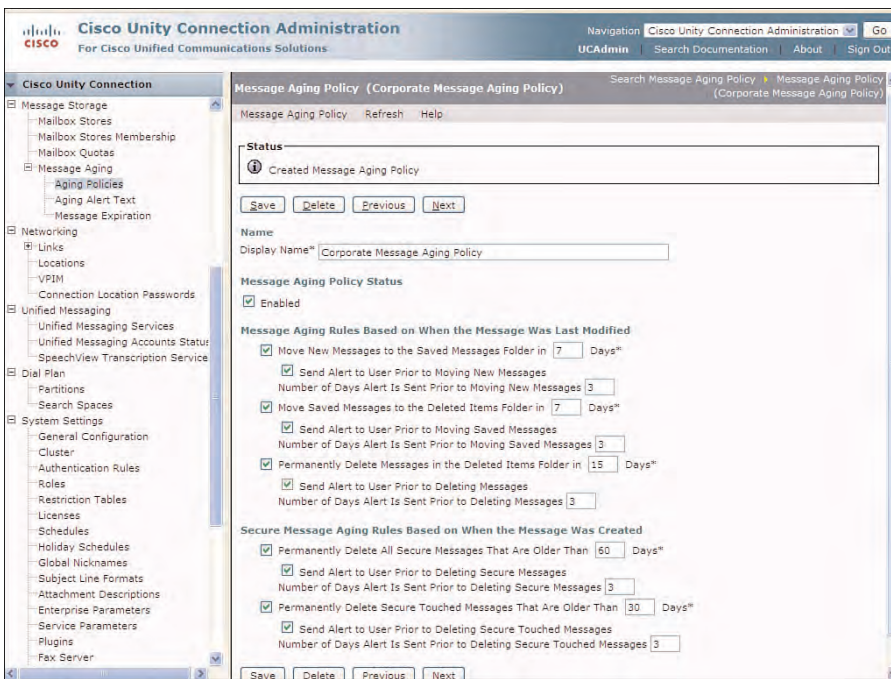 Cisco Unity Connection Administration
For Cisco Unified Communications Solutions
CISCO
Navigation Cisco Unity Connection Administration Go
UCAdmin | Search Documentation | About | Sign Out
Cisco Unity Connection
Message Storage
Mailbox Stores
Mailbox Stores Membership
Mailbox Quotas
Message Aging
Aging Policies
Aging Alert Text
Message Expiration
Networking
Links
Locations
VPIM
Connection Location Passwords
Unified Messaging
Unified Messaging Services
Unified Messaging Accounts Status
SpeechView Transcription Service
Dial Plan
Partitions
Search Spaces
System Settings
General Configuration
Cluster
Authentication Rules
Roles
Restriction Tables
Licenses
Schedules
Holiday Schedules
Global Nicknames
Subject Line Formats
Attachment Descriptions
Enterprise Parameters
Service Parameters
Plugins
Fax Server
Message Aging Policy (Corporate Message Aging Policy)
Search Message Aging Policy Message Aging Policy
(Corporate Message Aging Policy)
Message Aging Policy Refresh Help
Status
Created Message Aging Policy
Save Delete Previous Next
Name
Display Name* Corporate Message Aging Policy
Message Aging Policy Status
Enabled
Message Aging Rules Based on When the Message Was Last Modified
Move New Messages to the Saved Messages Folder in 7 Days*
Send Alert to User Prior to Moving New Messages
Number of Days Alert Is Sent Prior to Moving New Messages 3
Move Saved Messages to the Deleted Items Folder in 7 Days*
Send Alert to User Prior to Moving Saved Messages
Number of Days Alert Is Sent Prior to Moving Saved Messages 3
Permanently Delete Messages in the Deleted Items Folder in 15 Days*
Send Alert to User Prior to Deleting Messages
Number of Days Alert Is Sent Prior to Deleting Messages 3
Secure Message Aging Rules Based on When the Message Was Created
Permanently Delete All Secure Messages That Are Older Than 60 Days*
Send Alert to User Prior to Deleting Secure Messages
Number of Days Alert Is Sent Prior to Deleting Secure Messages 3
Permanently Delete Secure Touched Messages That Are Older Than 30 Days*
Send Alert to User Prior to Deleting Secure Touched Messages
Number of Days Alert Is Sent Prior to Deleting Secure Touched Messages 3
Save Delete Previous Next